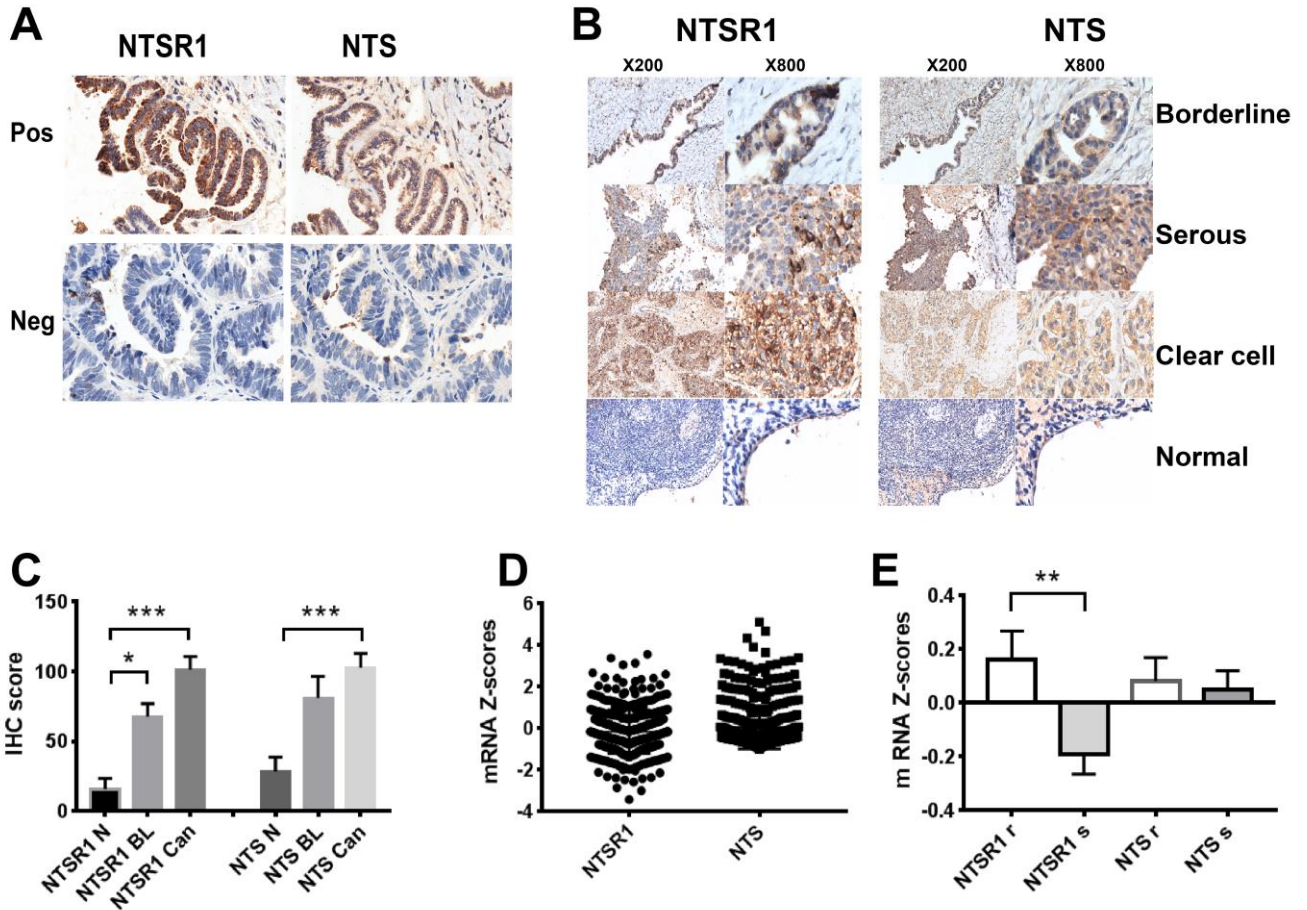 A
NTSR1 NTS
Pos
Neg
B
NTSR1 NTS
X200 X800 X200 X800
Borderline
Serous
Clear cell
Normal
C
IHC score
150
100
50
0
***
*
***
NTSR1 N
NTSR1 BL
NTSR1 Can
NTS N
NTS BL
NTS Can
D
mRNA Z-scores
6
4
2
0
-2
-4
NTSR1
NTS
E
m RNA Z-scores
0.4
0.2
0.0
-0.2
-0.4
**
NTSR1 r
NTSR1 s
NTS r
NTS s